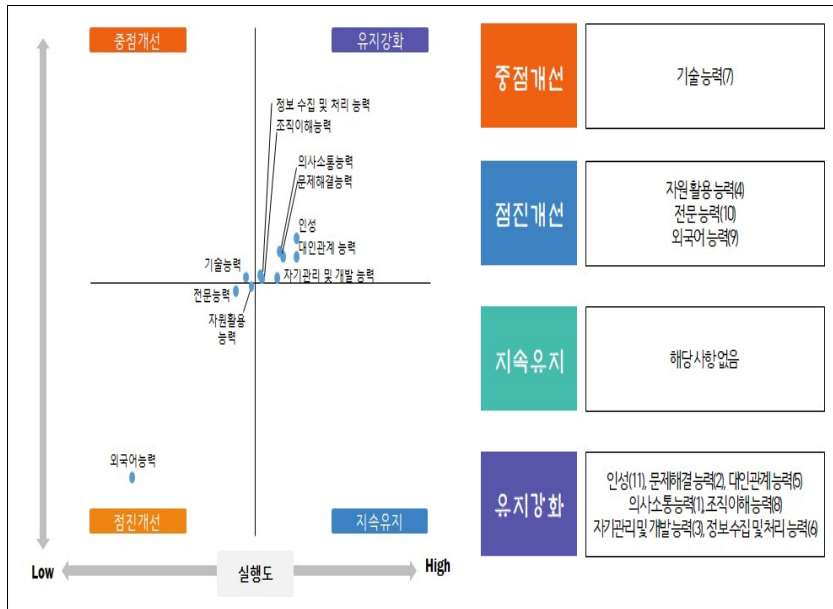 중점개선
유지강화
정보 수집 및 처리 능력
조직이해능력
의사소통능력
문제해결능력
인성
대인관계 능력
기술능력
자기관리 및 개발 능력
전문능력
자원활용
능력
외국어능력
점진개선
지속유지
Low
실행도
High
중점개선
기술 능력(7)
점진개선
자원 활용 능력(4)
전문 능력(10)
외국어 능력(9)
지속유지
해당사항 없음
유지강화
인성(11), 문제해결 능력(2), 대인관계 능력(5)
의사소통능력(1),조직이해능력(8)
자기관리 및 개발 능력(3), 정보 수집 및 처리 능력(6)